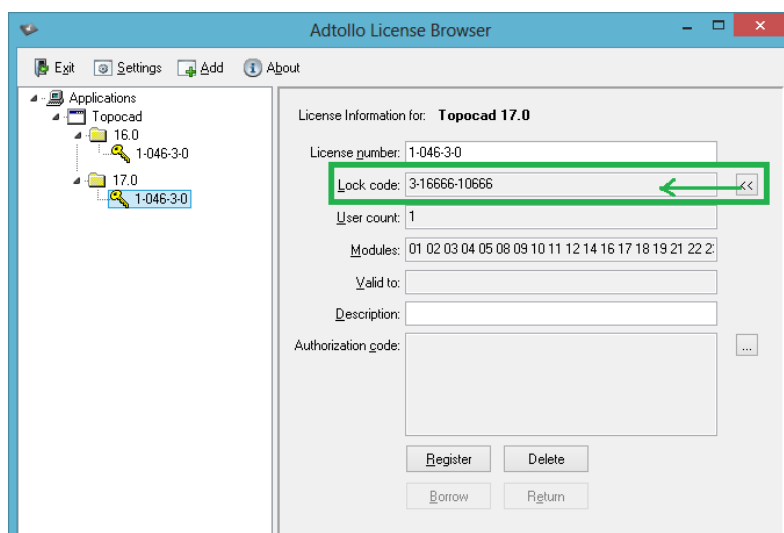 Adtollo License Browser
Exit Settings Add About
Applications
Topocad
16.0
1-046-3-0
17.0
1-046-3-0
License Information for: Topocad 17.0
License number: 1-046-3-0
Lock code: 3-16666-10666 <<
User count: 1
Modules: 01 02 03 04 05 08 09 10 11 12 14 16 17 18 19 21 22 2
Valid to:
Description:
Authorization code: ...
Register Delete
Borrow Return